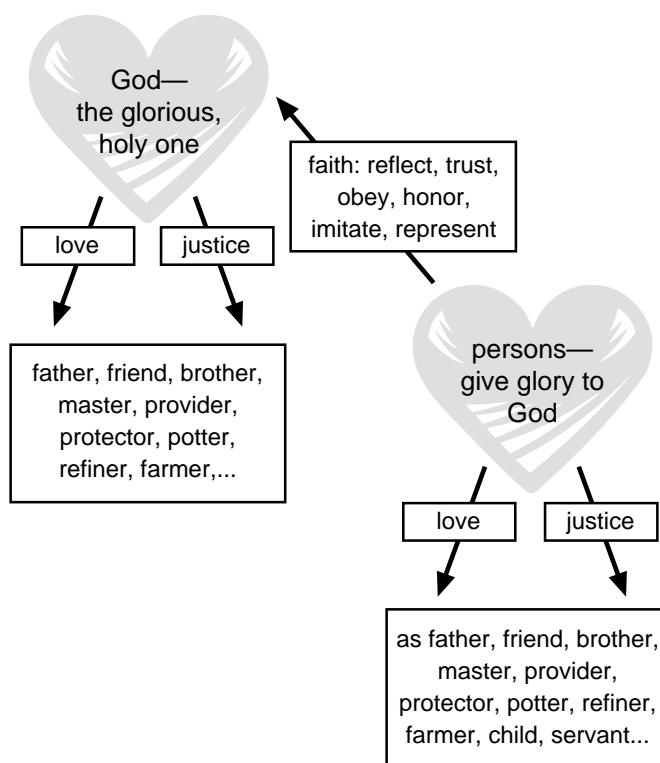 God—
the glorious,
holy one
faith: reflect, trust,
obey, honor,
imitate, represent
love
justice
father, friend, brother,
master, provider,
protector, potter,
refiner, farmer,...
persons—
give glory to
God
love
justice
as father, friend, brother,
master, provider,
protector, potter, refiner,
farmer, child, servant...